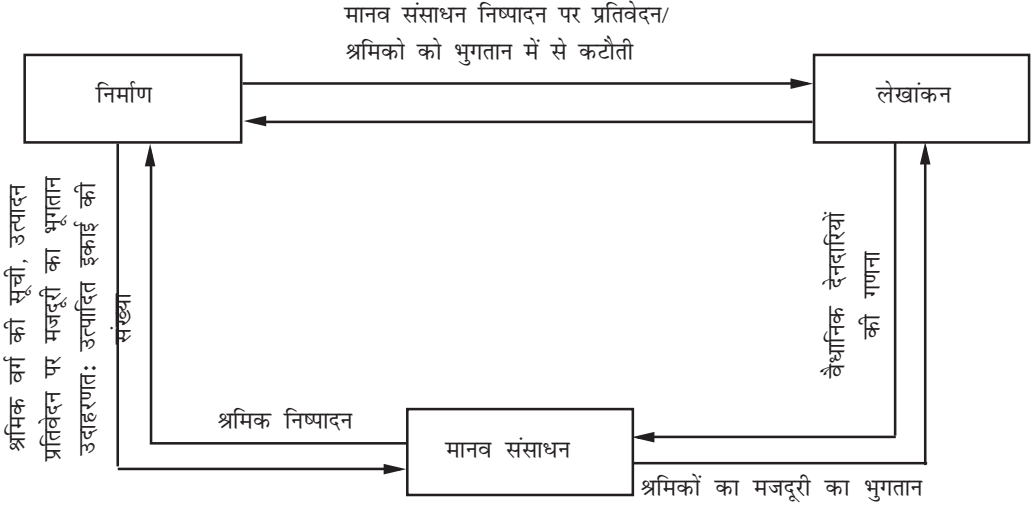 मानव संसाधन निष्पादन पर प्रतिवेदन/
श्रमिको को भुगतान में से कटौती
निर्माण
लेखांकन
श्रमिक वर्ग की सूची, उत्पादन
प्रतिवेदन पर मजदूरी का भूगतान
उदाहरणत: उत्पादित इकाई की
संख्या
वैधानिक देनदारियों
की गणना
श्रमिक निष्पादन
मानव संसाधन
श्रमिकों का मजदूरी का भुगतान